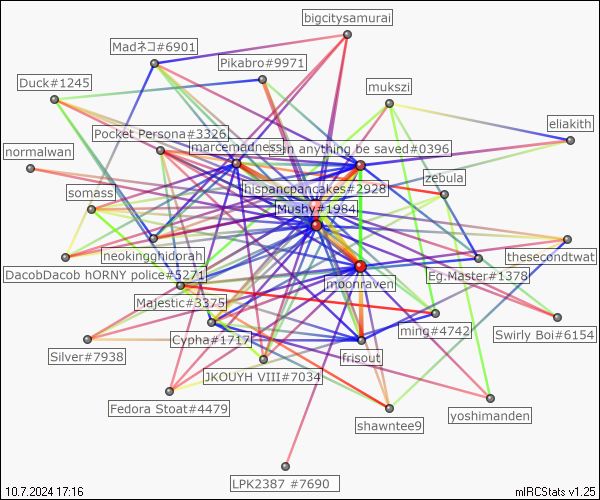 bigcitysamurai
Madネコ#6901
Pikabro#9971
Duck#1245
mukszi
eliakith
Pocket Persona#3326
marcemadness
an anything be saved#0396
normalwan
zebula
hispancpancakes#2928
somass
Mushy#1984
neokingghidorah
thesecondtwat
DacobDacob hORNY police#5271
Eg.Master#1378
moonraven
Majestic#3375
ming#4742
Swirly Boi#6154
Cypha#1717
Silver#7938
frisout
JKOUYH VIII#7034
Fedora Stoat#4479
yoshimanden
shawntee9
LPK2387 #7690
10.7.2024 17:16
mIRCStats v1.25